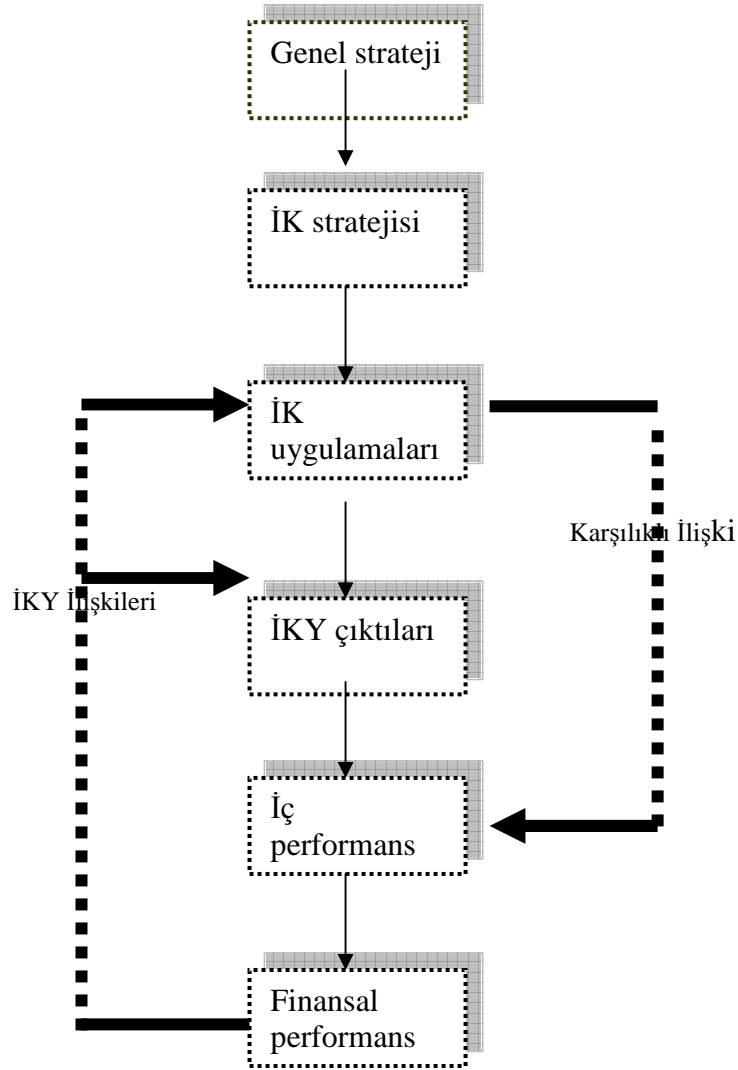 Genel strateji
İK stratejisi
İK
uygulamaları
Karşılıklı İlişki
İKY çıktıları
İKY İlişkileri
İç
performans
Finansal
performans